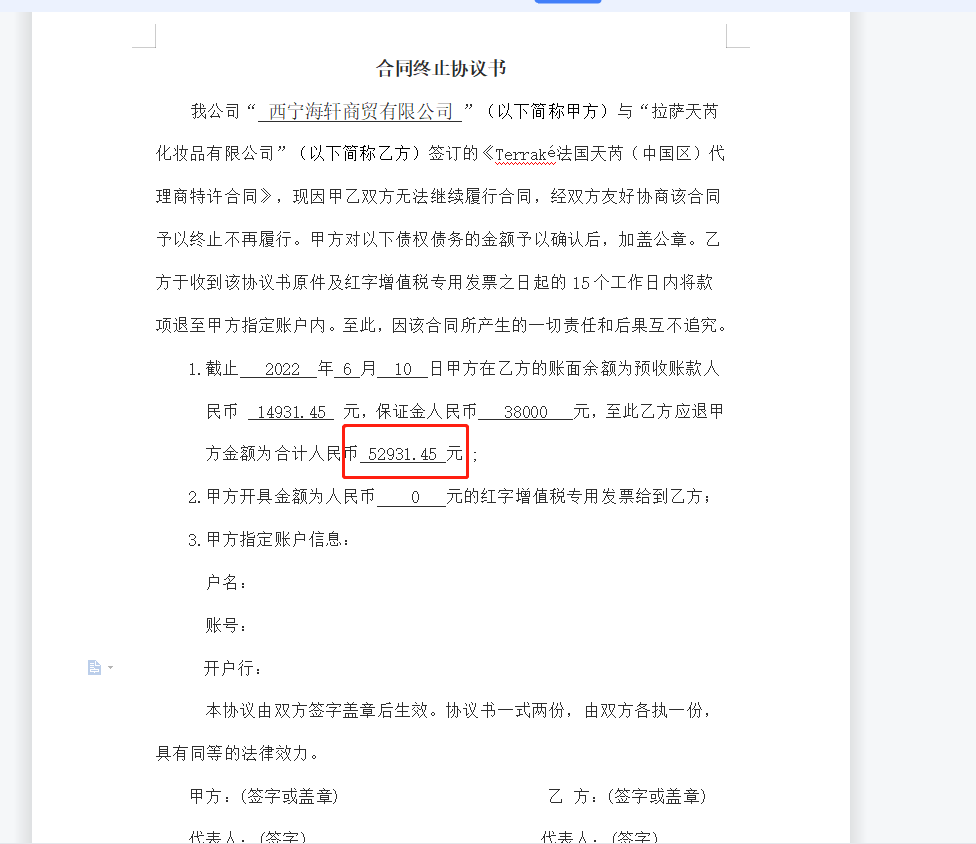 合同终止协议书
我公司“ 西宁海轩商贸有限公司 ”（以下简称甲方）与“拉萨天芮
化妆品有限公司”（以下简称乙方）签订的《Terraké法国天芮（中国区）代
理商特许合同》，现因甲乙双方无法继续履行合同，经双方友好协商该合同
予以终止不再履行。甲方对以下债权债务的金额予以确认后，加盖公章。乙
方于收到该协议书原件及红字增值税专用发票之日起的 15 个工作日内将款
项退至甲方指定账户内。至此，因该合同所产生的一切责任和后果互不追究。
1.截止 2022 年 6 月 10 日甲方在乙方的账面余额为预收账款人
民币 14931.45 元，保证金人民币 38000 元，至此乙方应退甲
方金额为合计人民币 52931.45 元；
2.甲方开具金额为人民币 0 元的红字增值税专用发票给到乙方；
3.甲方指定账户信息：
户名：
账号：
开户行：
本协议由双方签字盖章后生效。协议书一式两份，由双方各执一份，
具有同等的法律效力。
甲方：(签字或盖章) 乙 方：(签字或盖章)
代表人：(签字) 代表人：(签字)